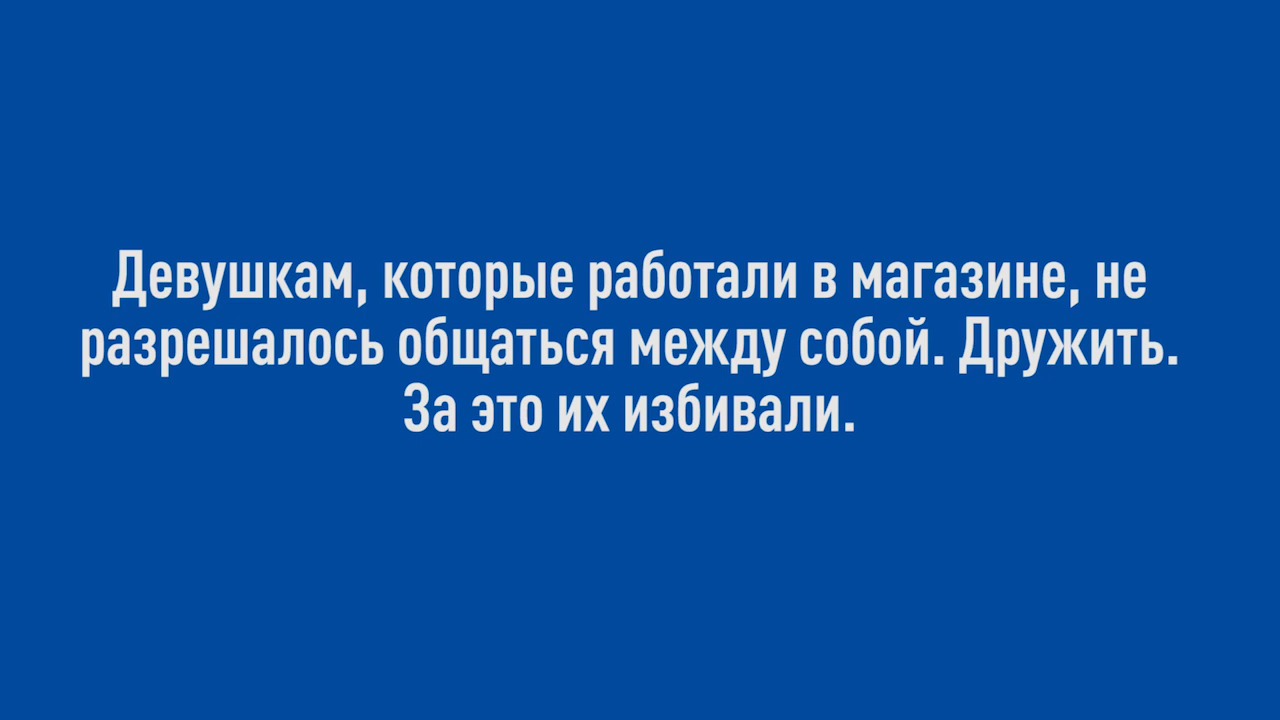 Девушкам, которые работали в магазине, не
разрешалось общаться между собой. Дружить.
За это их избивали.